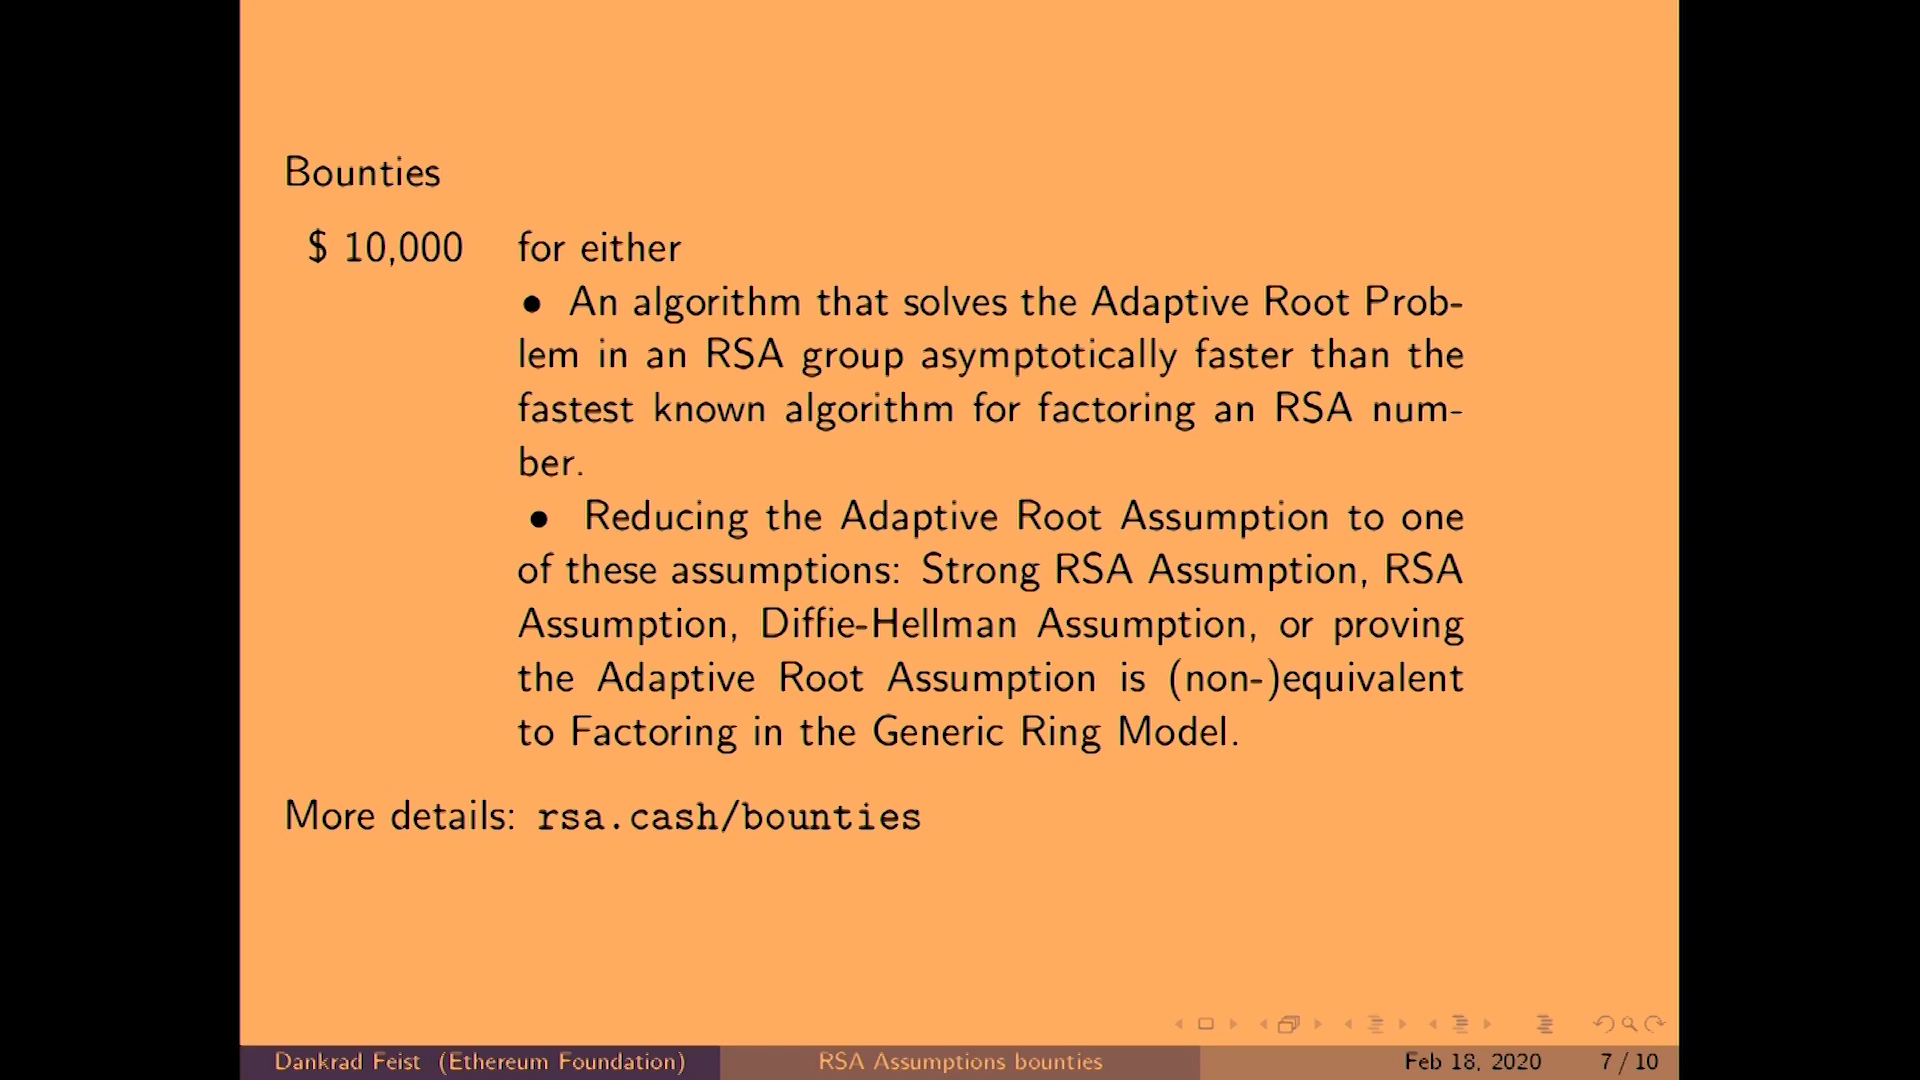 Bounties
$ 10,000 for either
• An algorithm that solves the Adaptive Root Prob-
lem in an RSA group asymptotically faster than the
fastest known algorithm for factoring an RSA num-
ber.
• Reducing the Adaptive Root Assumption to one
of these assumptions: Strong RSA Assumption, RSA
Assumption, Diffie-Hellman Assumption, or proving
the Adaptive Root Assumption is (non-)equivalent
to Factoring in the Generic Ring Model.
More details: rsa.cash/bounties
Dankrad Feist (Ethereum Foundation) RSA Assumptions bounties Feb 18, 2020 7 / 10